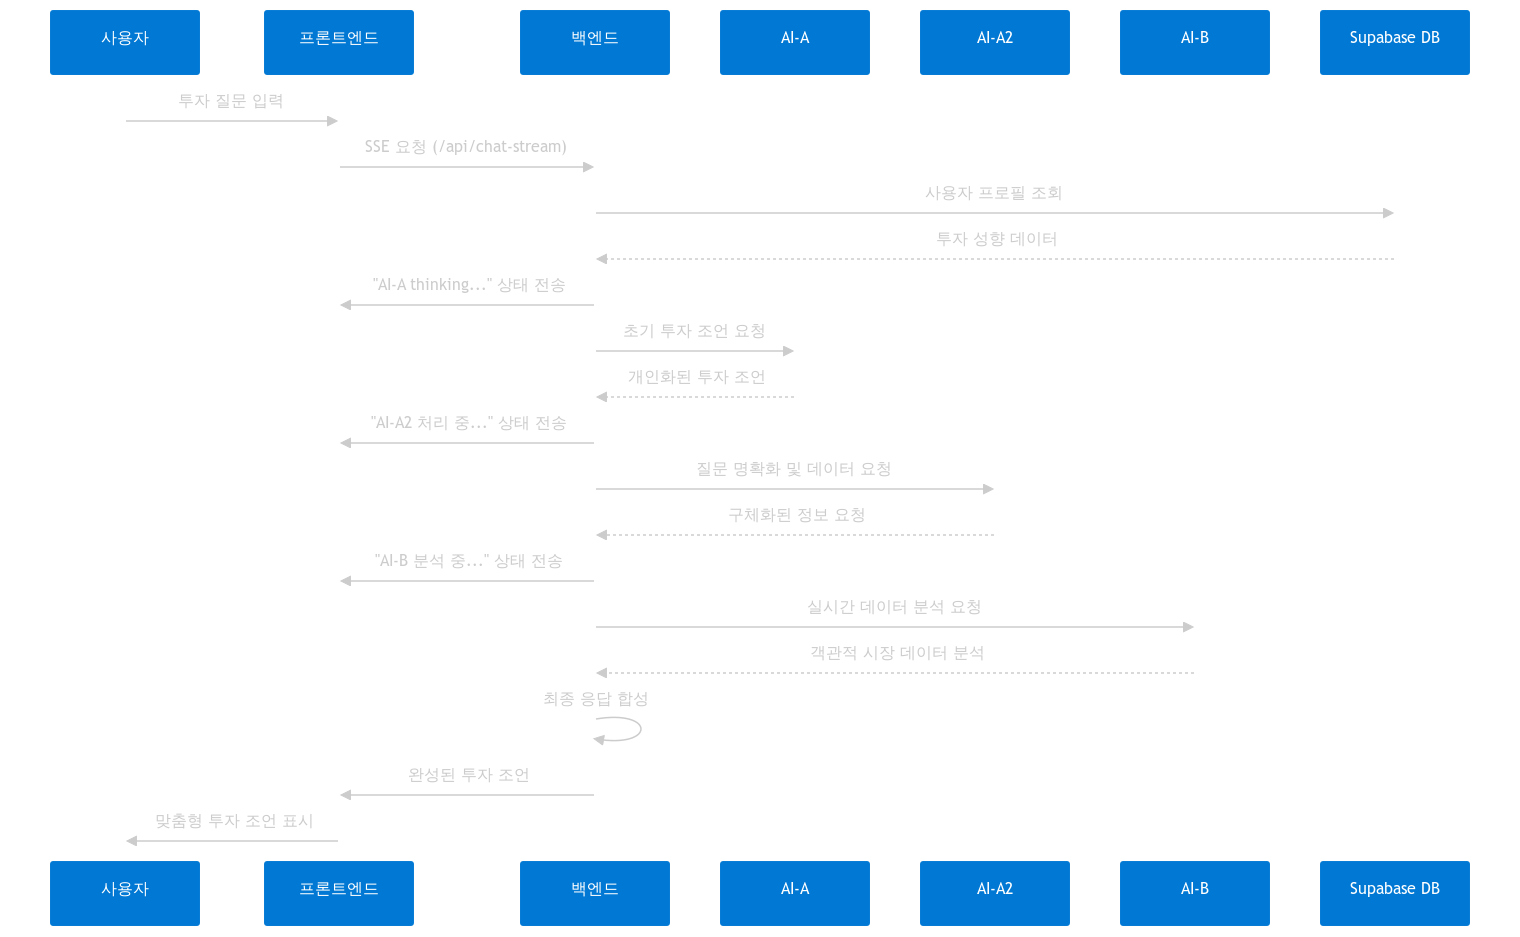 사용자
프론트엔드
백엔드
AI-A
AI-A2
AI-B
Supabase DB
투자 질문 입력
SSE 요청 (/api/chat-stream)
사용자 프로필 조회
투자 성향 데이터
"AI-A thinking..." 상태 전송
초기 투자 조언 요청
개인화된 투자 조언
"AI-A2 처리 중..." 상태 전송
질문 명확화 및 데이터 요청
구체화된 정보 요청
"AI-B 분석 중..." 상태 전송
실시간 데이터 분석 요청
객관적 시장 데이터 분석
최종 응답 합성
완성된 투자 조언
맞춤형 투자 조언 표시
사용자
프론트엔드
백엔드
AI-A
AI-A2
AI-B
Supabase DB